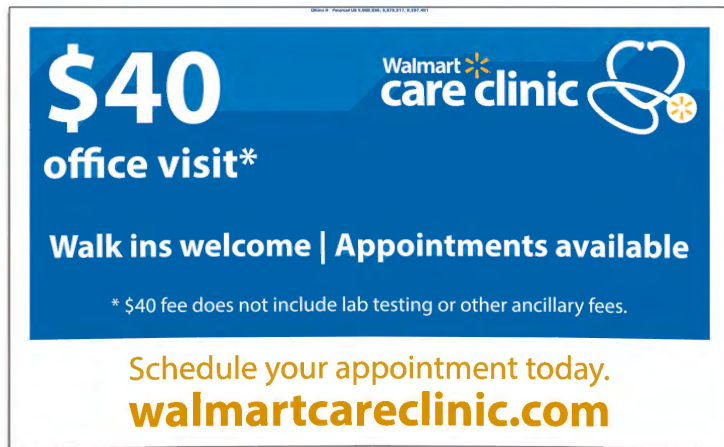 $40
office visit*
Walmart
care clinic
Walk ins welcome | Appointments available
* $40 fee does not include lab testing or other ancillary fees.
Schedule your appointment today.
walmartcareclinic.com